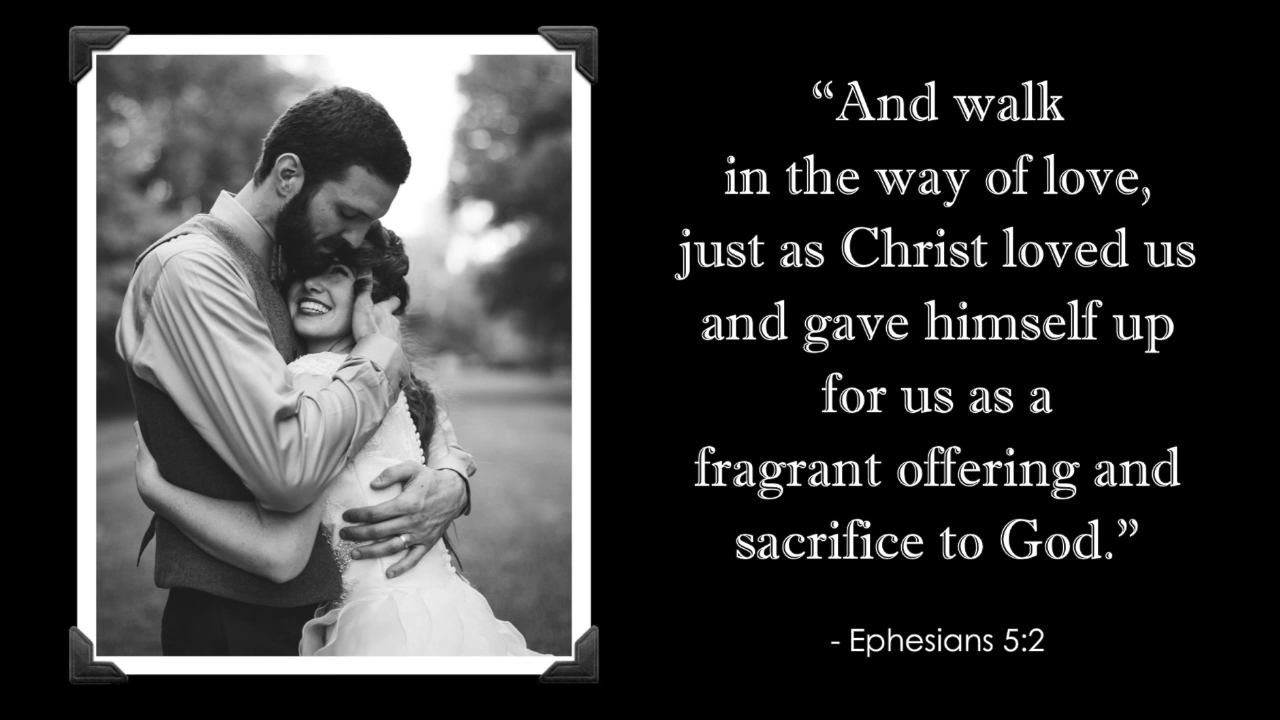 “And walk
in the way of love,
just as Christ loved us
and gave himself up
for us as a
fragrant offering and
sacrifice to God.”
- Ephesians 5:2